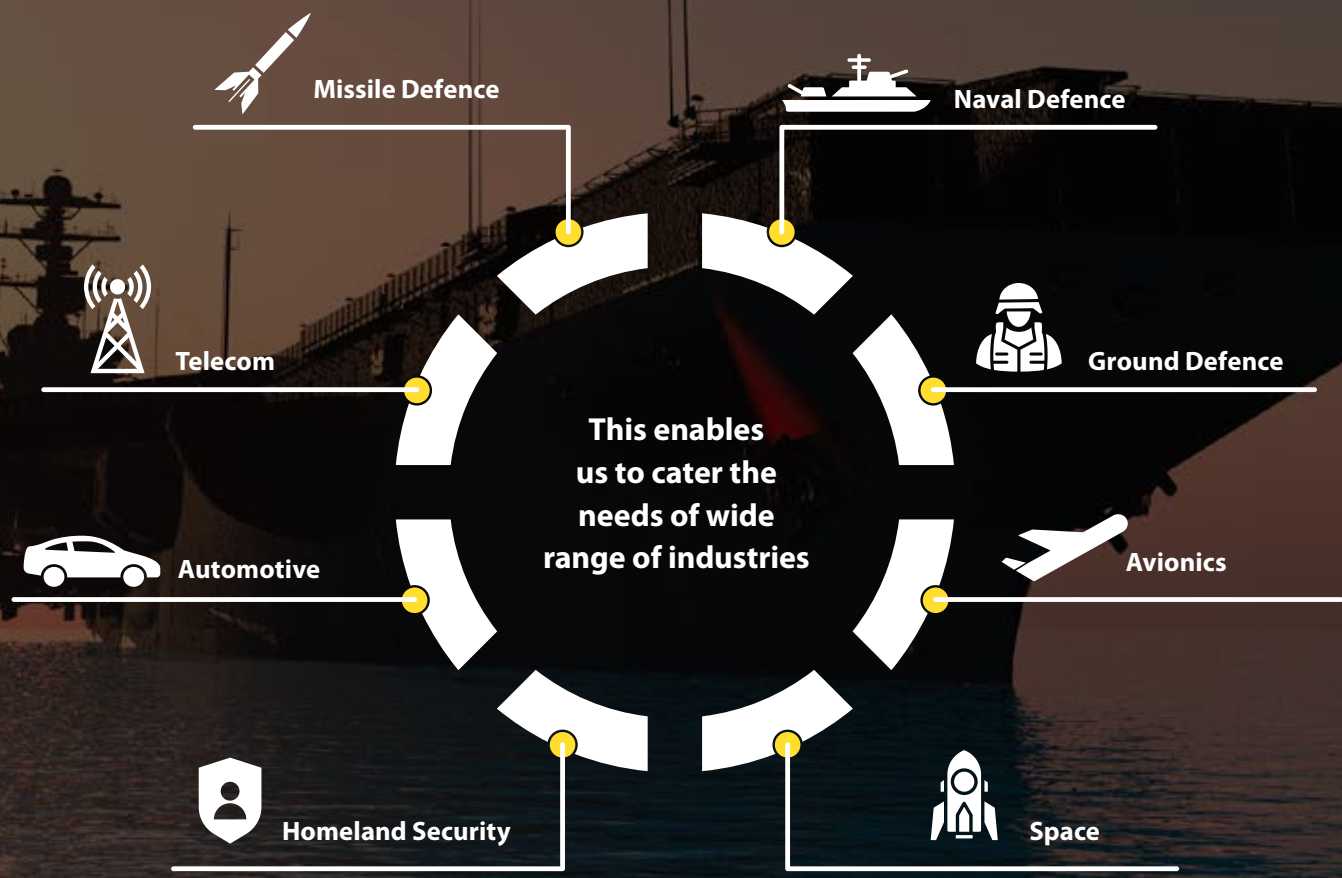 Missile Defence
Naval Defence
Telecom
Ground Defence
This enables
us to cater the
needs of wide
range of industries
Automotive
Avionics
Homeland Security
Space